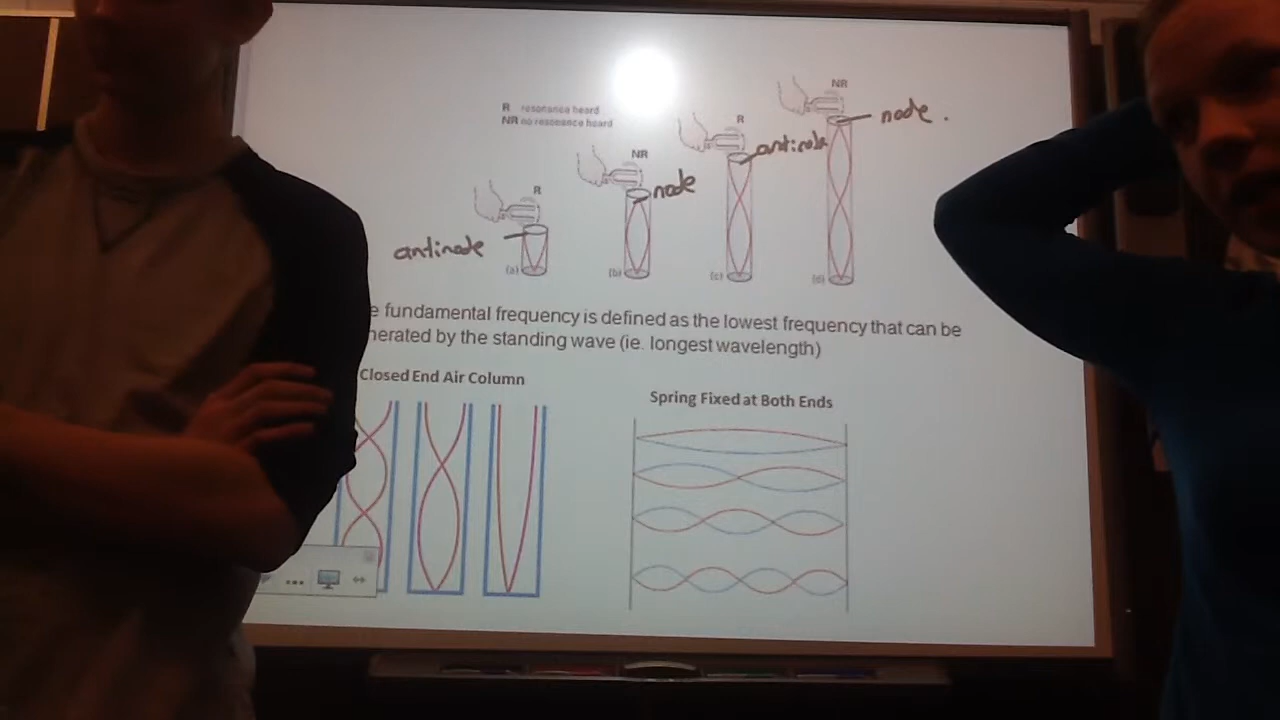 NR
R resonance heard
NR no resonance heard
R
node.
antinode
NR
node
R
antinode
(a)
(b)
(c)
(d)
fundamental frequency is defined as the lowest frequency that can be
nerated by the standing wave (ie. longest wavelength)
Closed End Air Column
Spring Fixed at Both Ends